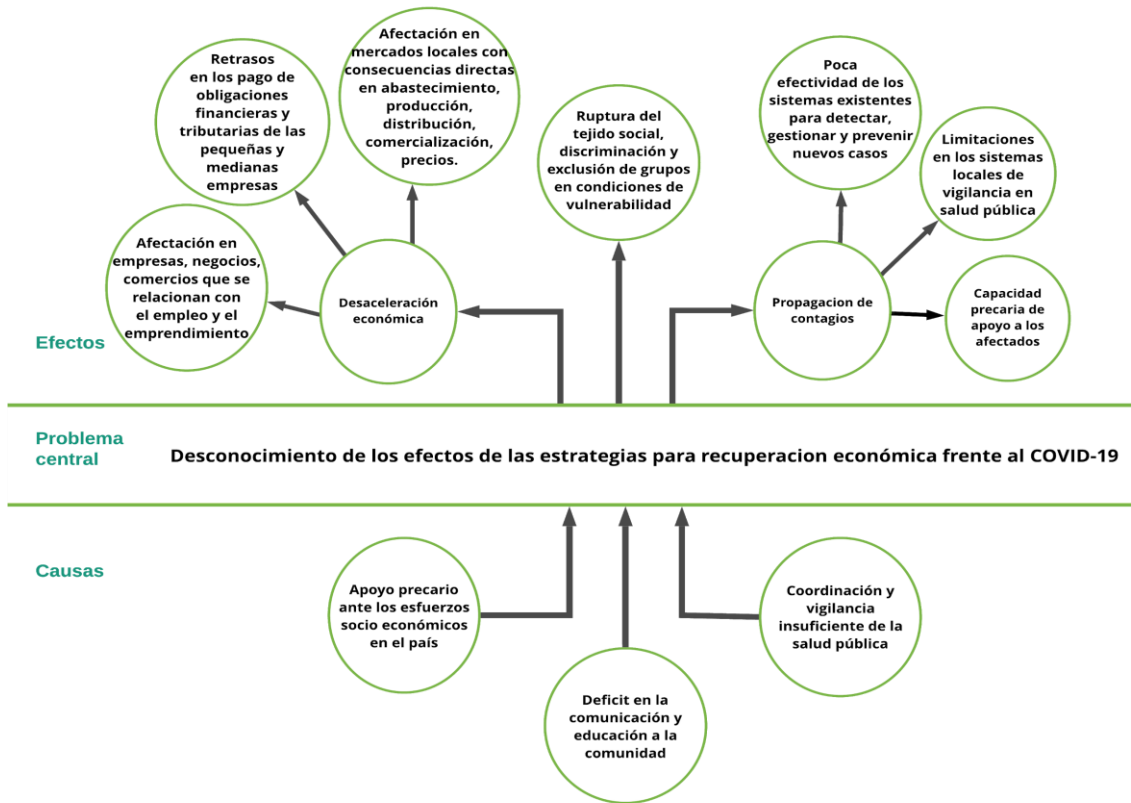 Retrasos
en los pago de
obligaciones
financieras y
tributarias de las
pequeñas y
medianas
empresas
Afectación en
mercados locales con
consecuencias directas
en abastecimiento,
producción,
distribución,
comercialización,
precios.
Ruptura del
tejido social,
discriminación y
exclusión de grupos
en condiciones de
vulnerabilidad
Poca
efectividad de los
sistemas existentes
para detectar,
gestionar y prevenir
nuevos casos
Limitaciones
en los sistemas
locales de
vigilancia en
salud pública
Afectación en
empresas, negocios,
comercios que se
relacionan con
el empleo y el
emprendimiento
Desaceleración
económica
Propagacion de
contagios
Capacidad
precaria de
apoyo a los
afectados
Efectos
Problema
central
Desconocimiento de los efectos de las estrategias para recuperacion económica frente al COVID-19
Causas
Apoyo precario
ante los esfuerzos
socio económicos
en el país
Deficit en la
comunicación y
educación a la
comunidad
Coordinación y
vigilancia
insuficiente de la
salud pública